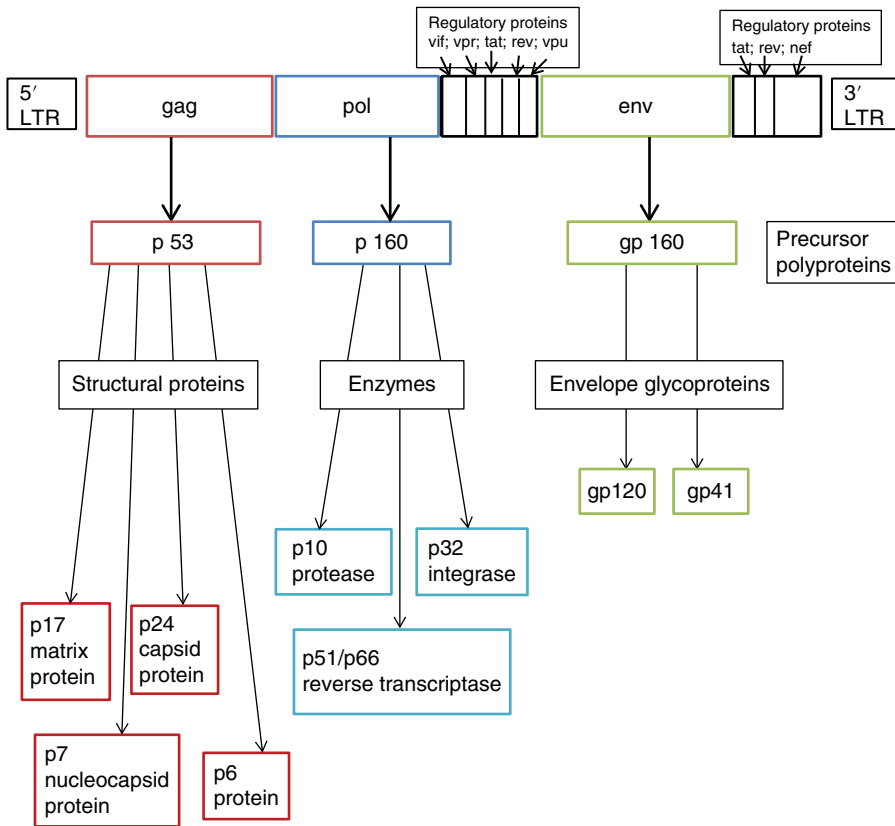 Regulatory proteins
vif; vpr; tat; rev; vpu
Regulatory proteins
tat; rev; nef
5′
LTR
gag
pol
env
3′
LTR
p 53
p 160
gp 160
Precursor
polyproteins
Structural proteins
Enzymes
Envelope glycoproteins
gp120
gp41
p10
protease
p32
integrase
p17
matrix
protein
p24
capsid
protein
p51/p66
reverse transcriptase
p7
nucleocapsid
protein
p6
protein